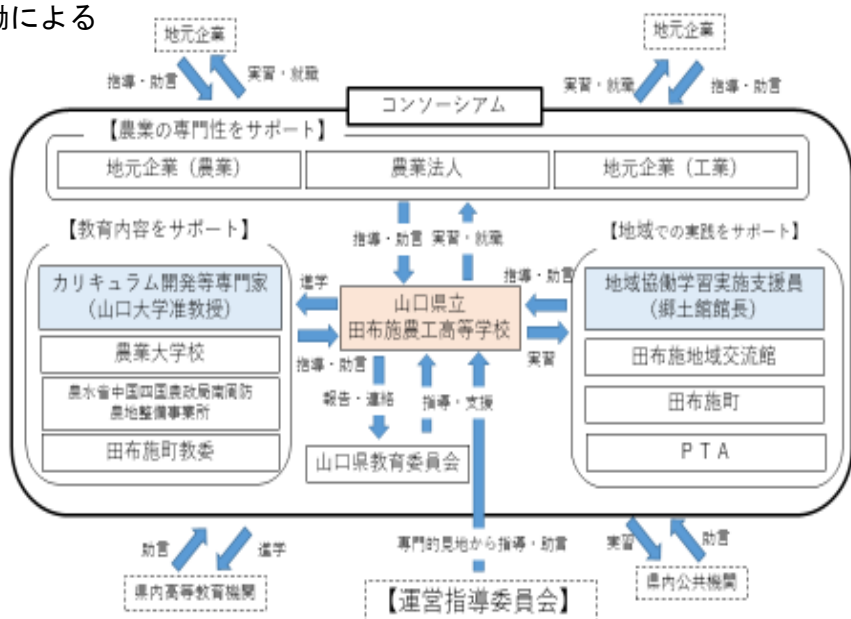 動による
地元企業
地元企業
指導・助言
実習・就職
実習・就職
指導・助言
コンソーシアム
【農業の専門性をサポート】
地元企業（農業）
農業法人
地元企業（工業）
【教育内容をサポート】
指導・助言
実習・就職
【地域での実践をサポート】
カリキュラム開発等専門家
（山口大学准教授）
進学
山口県立
田布施農工高等学校
指導・助言
地域協働学習実施支援員
（郷土館館長）
農業大学校
指導・助言
実習
田布施地域交流館
農水省中国四国農政局南周防
農地整備事業所
報告・連絡
指導・支援
田布施町
田布施町教委
山口県教育委員会
ＰＴＡ
助言
進学
専門的見地から指導・助言
実習
助言
県内高等教育機関
【運営指導委員会】
県内公共機関